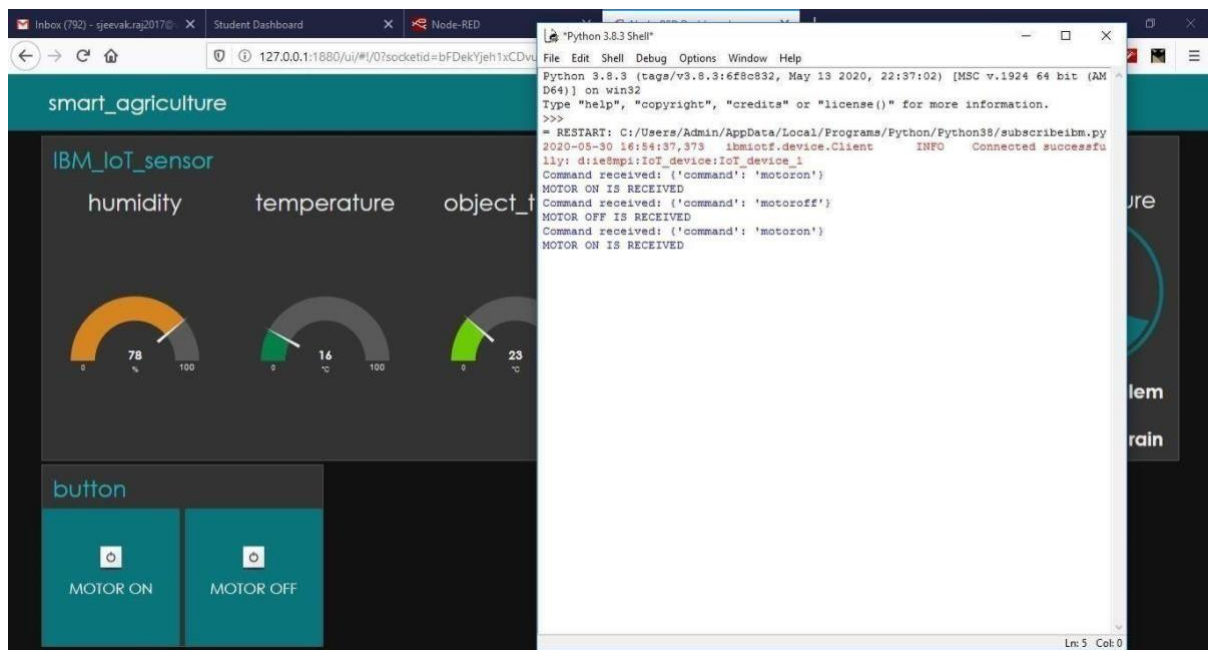 Inbox (792) - sjeevak.raj2017@
Student Dashboard
Node-RED
127.0.0.1:1880/ui/#!/0?socketid=bFDekYjeh1xCDvu
smart_agriculture
IBM_IoT_sensor
humidity
temperature
object_t
ure
78
%
0
100
16
°C
0
100
23
°C
0
lem
rain
button
MOTOR ON
MOTOR OFF
*Python 3.8.3 Shell*
File Edit Shell Debug Options Window Help
Python 3.8.3 (tags/v3.8.3:6f8c832, May 13 2020, 22:37:02) [MSC v.1924 64 bit (AM
D64)] on win32
Type "help", "copyright", "credits" or "license()" for more information.
>>>
= RESTART: C:/Users/Admin/AppData/Local/Programs/Python/Python38/subscribeibm.py
2020-05-30 16:54:37,373 ibmiotf.device.Client INFO Connected successfu
lly: d:ie8mpi:IoT_device:IoT_device_1
Command received: {'command': 'motoron'}
MOTOR ON IS RECEIVED
Command received: {'command': 'motoroff'}
MOTOR OFF IS RECEIVED
Command received: {'command': 'motoron'}
MOTOR ON IS RECEIVED
Ln: 5 Col: 0